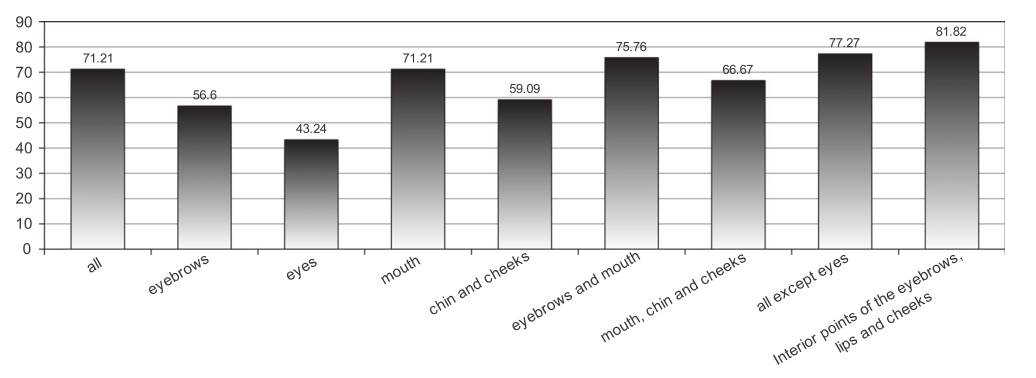 90
80
70
60
50
40
30
20
10
0
71.21
56.6
43.24
71.21
59.09
75.76
66.67
77.27
81.82
all
eyebrows
eyes
mouth
chin and cheeks
eyebrows and mouth
mouth, chin and cheeks
all except eyes
Interior points of the eyebrows,
lips and cheeks